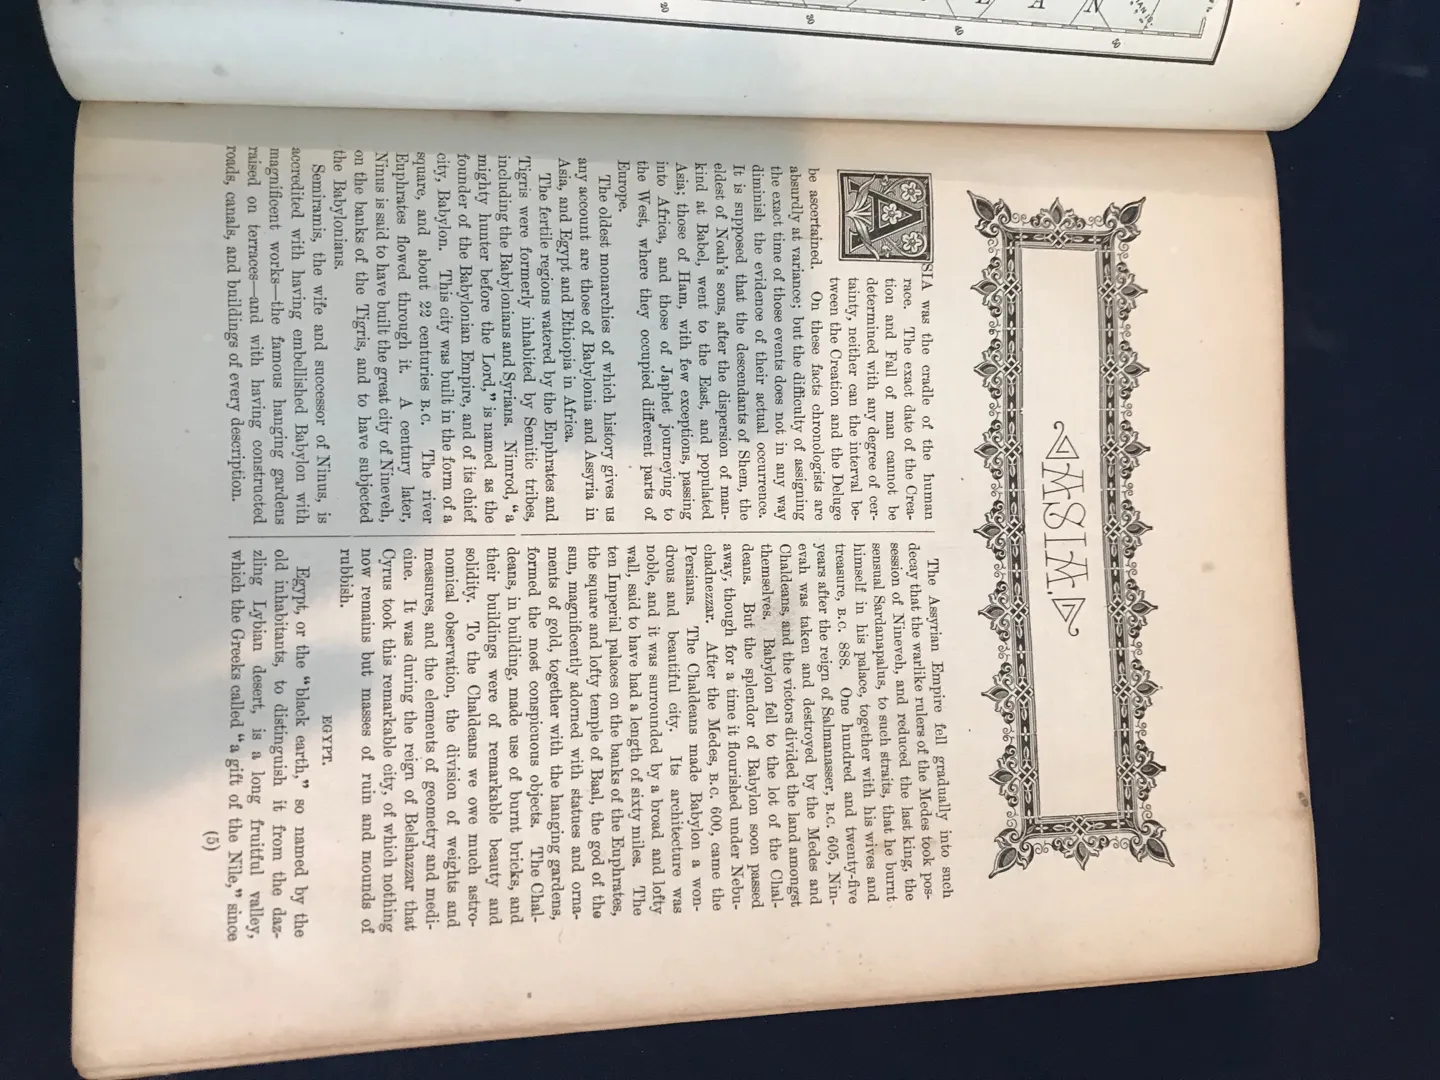 L A N
20
30
40
50
ASIA.
ASIA was the cradle of the human
race. The exact date of the Crea-
tion and Fall of man cannot be
determined with any degree of cer-
tainty, neither can the interval be-
tween the Creation and the Deluge
be ascertained. On these facts chronologists are
absurdly at variance; but the difficulty of assigning
the exact time of those events does not in any way
diminish the evidence of their actual occurrence.
It is supposed that the descendants of Shem, the
eldest of Noah's sons, after the dispersion of man-
kind at Babel, went to the East, and populated
Asia; those of Ham, with few exceptions, passing
into Africa, and those of Japhet journeying to
the West, where they occupied different parts of
Europe.
The oldest monarchies of which history gives us
any account are those of Babylonia and Assyria in
Asia, and Egypt and Ethiopia in Africa.
The fertile regions watered by the Euphrates and
Tigris were formerly inhabited by Semitic tribes,
including the Babylonians and Syrians. Nimrod, "a
mighty hunter before the Lord," is named as the
founder of the Babylonian Empire, and of its chief
city, Babylon. This city was built in the form of a
square, and about 22 centuries B.C. The river
Euphrates flowed through it. A century later,
Ninus is said to have built the great city of Nineveh,
on the banks of the Tigris, and to have subjected
the Babylonians.
Semiramis, the wife and successor of Ninus, is
accredited with having embellished Babylon with
magnificent works—the famous hanging gardens
raised on terraces—and with having constructed
roads, canals, and buildings of every description.
The Assyrian Empire fell gradually into such
decay that the warlike rulers of the Medes took pos-
session of Nineveh, and reduced the last king, the
sensual Sardanapalus, to such straits, that he burnt
himself in his palace, together with his wives and
treasure, B.C. 888. One hundred and twenty-five
years after the reign of Salmanasser, B.C. 605, Nin-
evah was taken and destroyed by the Medes and
Chaldeans, and the victors divided the land amongst
themselves. Babylon fell to the lot of the Chal-
deans. But the splendor of Babylon soon passed
away, though for a time it flourished under Nebu-
chadnezzar. After the Medes, B.C. 600, came the
Persians. The Chaldeans made Babylon a won-
drous and beautiful city. Its architecture was
noble, and it was surrounded by a broad and lofty
wall, said to have had a length of sixty miles. The
ten Imperial palaces on the banks of the Euphrates,
the square and lofty temple of Baal, the god of the
sun, magnificently adorned with statues and orna-
ments of gold, together with the hanging gardens,
formed the most conspicuous objects. The Chal-
deans, in building, made use of burnt bricks, and
their buildings were of remarkable beauty and
solidity. To the Chaldeans we owe much astro-
nomical observation, the division of weights and
measures, and the elements of geometry and medi-
cine. It was during the reign of Belshazzar that
Cyrus took this remarkable city, of which nothing
now remains but masses of ruin and mounds of
rubbish.
EGYPT.
Egypt, or the "black earth," so named by the
old inhabitants, to distinguish it from the daz-
zling Lybian desert, is a long fruitful valley,
which the Greeks called "a gift of the Nile," since
(5)